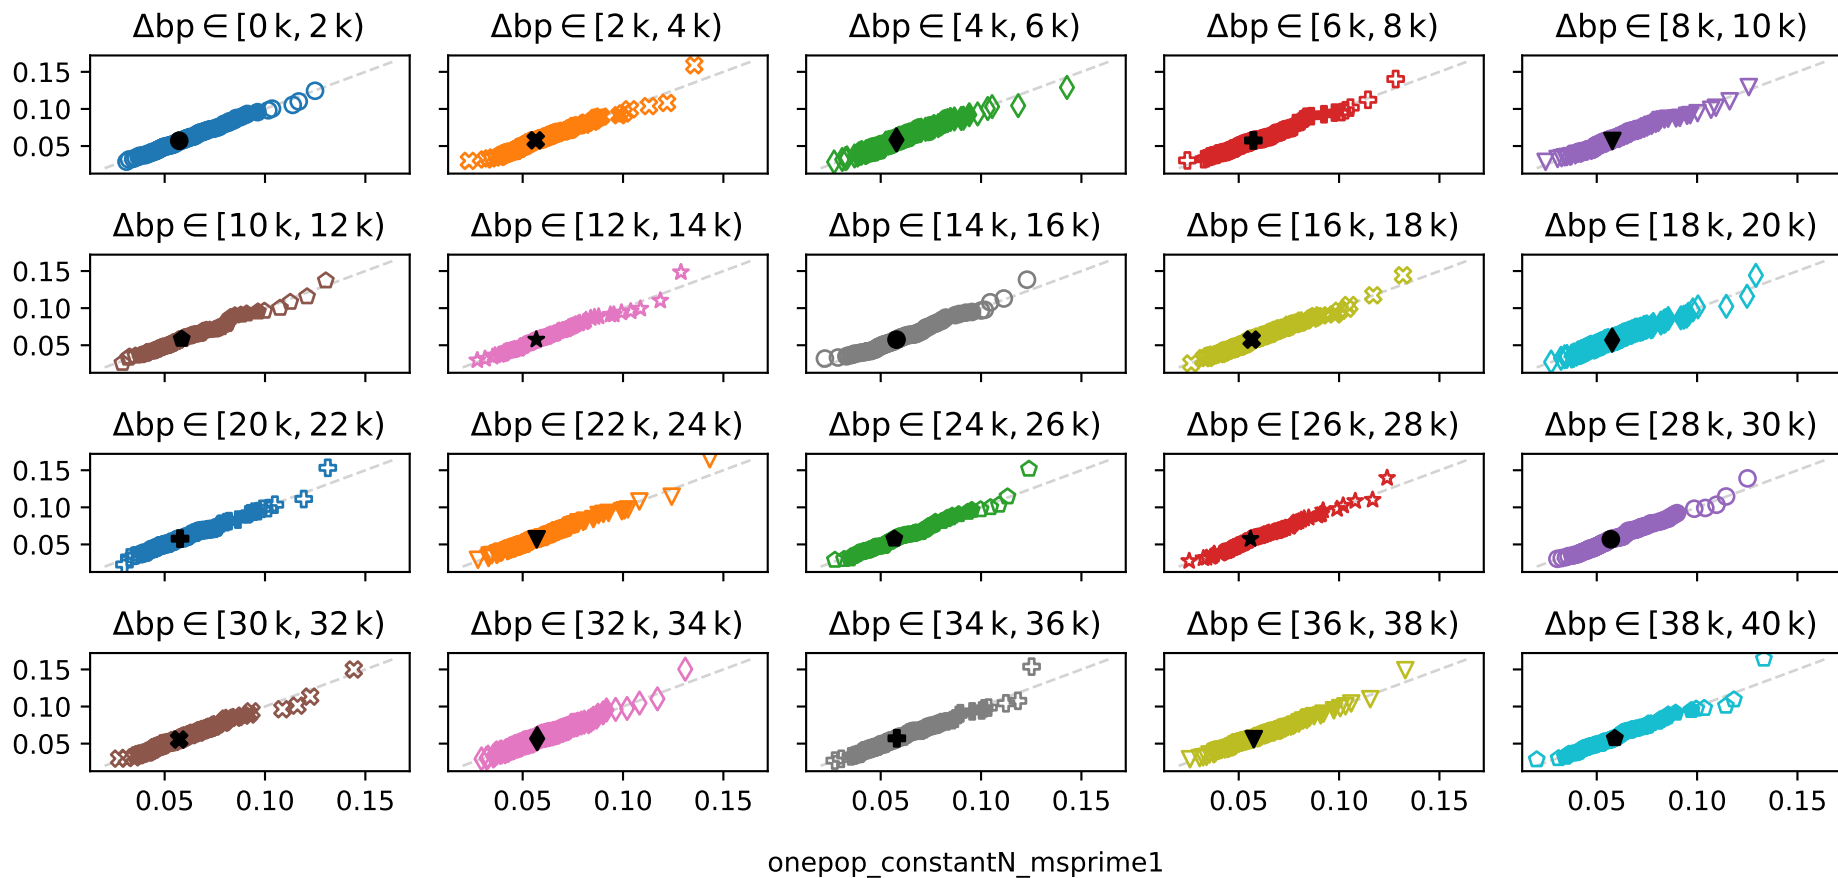 Δbp ∈ [0 k, 2 k) Δbp ∈ [2 k, 4 k) Δbp ∈ [4 k, 6 k) Δbp ∈ [6 k, 8 k) Δbp ∈ [8 k, 10 k)
0.15
0.10
0.05
Δbp ∈ [10 k, 12 k) Δbp ∈ [12 k, 14 k) Δbp ∈ [14 k, 16 k) Δbp ∈ [16 k, 18 k) Δbp ∈ [18 k, 20 k)
0.15
0.10
0.05
Δbp ∈ [20 k, 22 k) Δbp ∈ [22 k, 24 k) Δbp ∈ [24 k, 26 k) Δbp ∈ [26 k, 28 k) Δbp ∈ [28 k, 30 k)
0.15
0.10
0.05
Δbp ∈ [30 k, 32 k) Δbp ∈ [32 k, 34 k) Δbp ∈ [34 k, 36 k) Δbp ∈ [36 k, 38 k) Δbp ∈ [38 k, 40 k)
0.15
0.10
0.05
0.05 0.10 0.15 0.05 0.10 0.15 0.05 0.10 0.15 0.05 0.10 0.15 0.05 0.10 0.15
onepop_constantN_msprime1